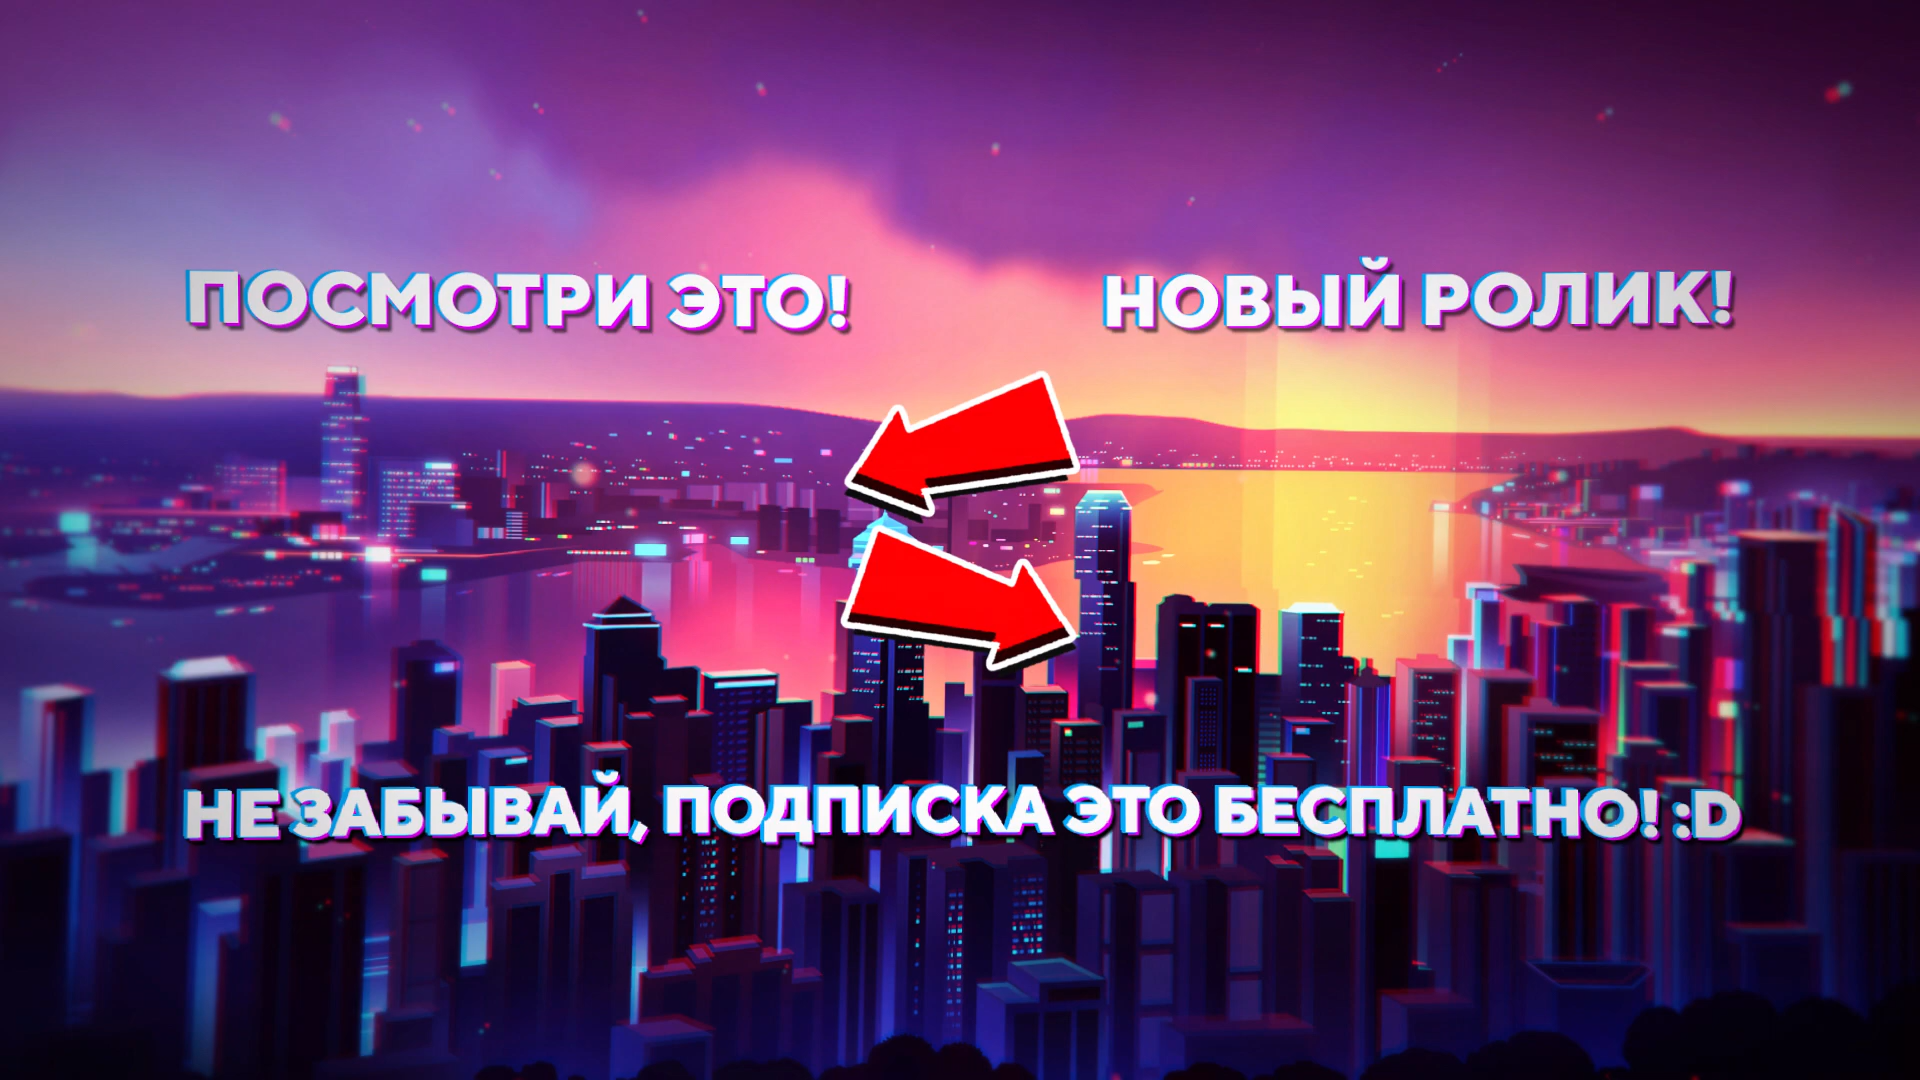 ПОСМОТРИ ЭТО!
НОВЫЙ РОЛИК!
НЕ ЗАБЫВАЙ, ПОДПИСКА ЭТО БЕСПЛАТНО! :D